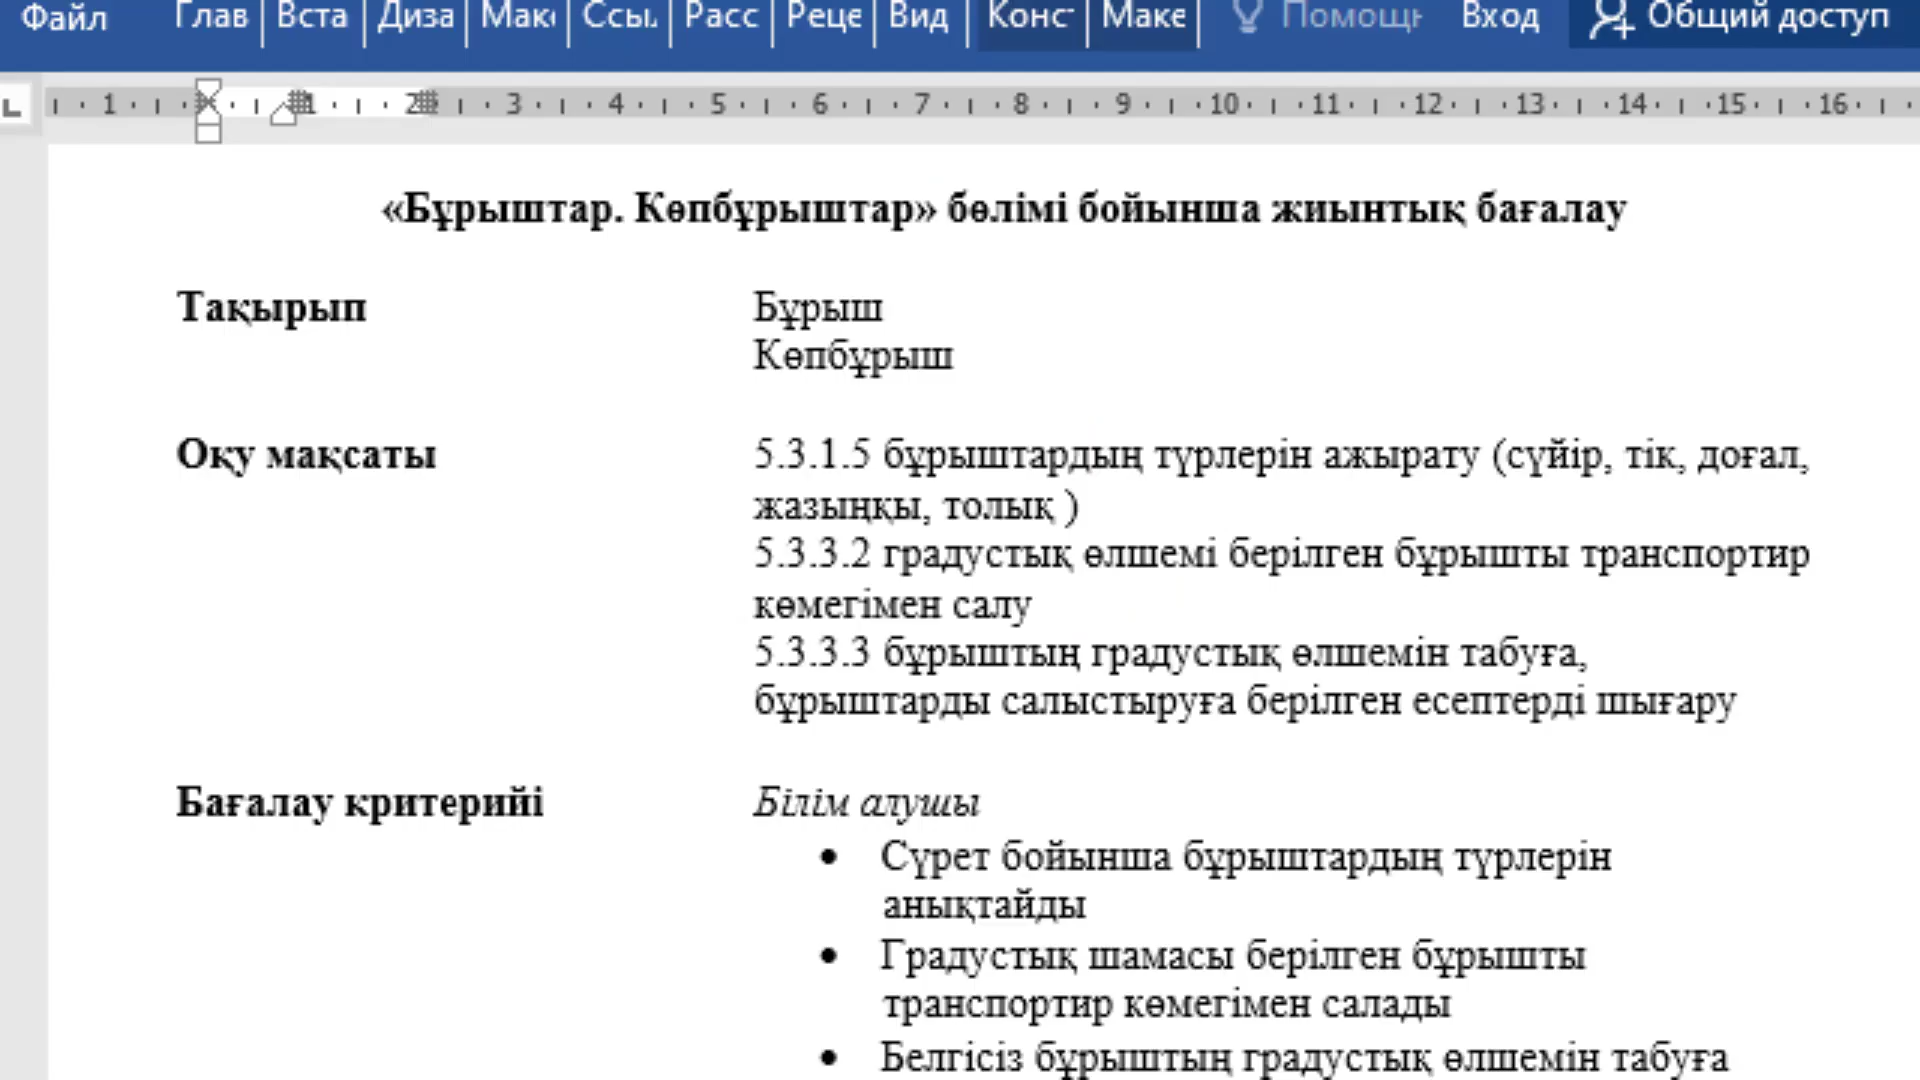 Файл Глав Вста Диза Мак Ссы. Расс Реце Вид Конс Маке Помощ Вход Общий доступ
1 1 2 3 4 5 6 7 8 9 10 11 12 13 14 15 16
«Бұрыштар. Көпбұрыштар» бөлімі бойынша жиынтық бағалау
Тақырып Бұрыш
Көпбұрыш
Оқу мақсаты 5.3.1.5 бұрыштардың түрлерін ажырату (сүйір, тік, доғал,
жазыңқы, толық )
5.3.3.2 градустық өлшемі берілген бұрышты транспортир
көмегімен салу
5.3.3.3 бұрыштың градустық өлшемін табуға,
бұрыштарды салыстыруға берілген есептерді шығару
Бағалау критерийі Білім алушы
• Сүрет бойынша бұрыштардың түрлерін
анықтайды
• Градустық шамасы берілген бұрышты
транспортир көмегімен салады
• Белгісіз бұрыштың градустық өлшемін табуға